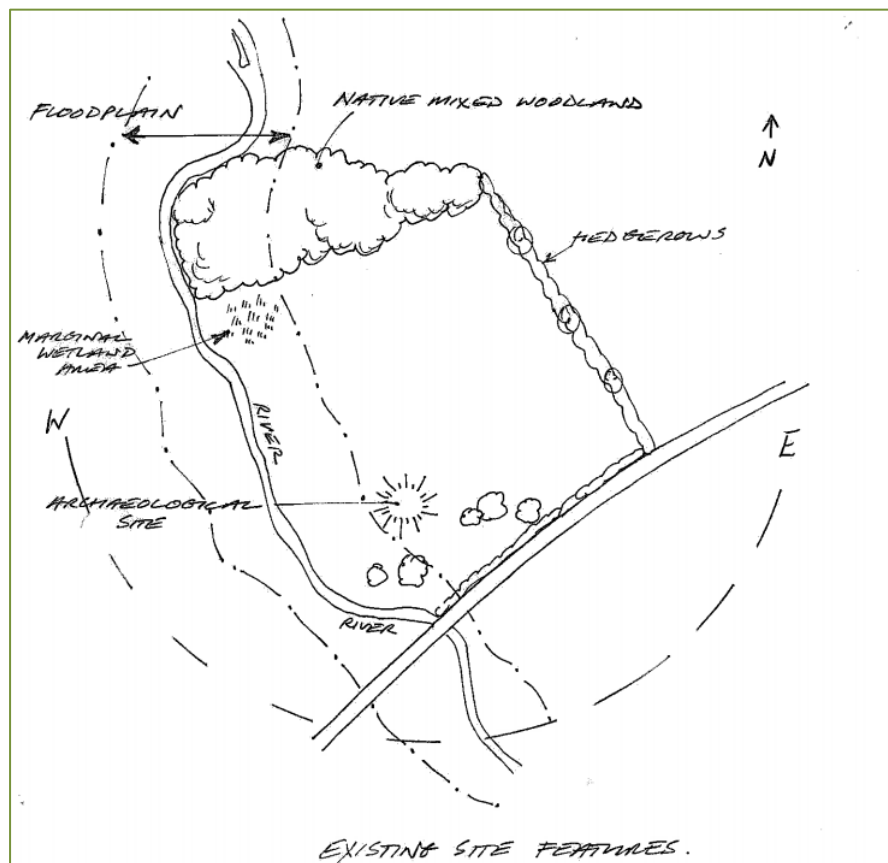 FLOODPLAIN
NATIVE MIXED WOODLAND
N
HEDGEROWS
MARGINAL
WETLAND
AREA
W
RIVER
E
ARCHAEOLOGICAL
SITE
RIVER
EXISTING SITE FEATURES.